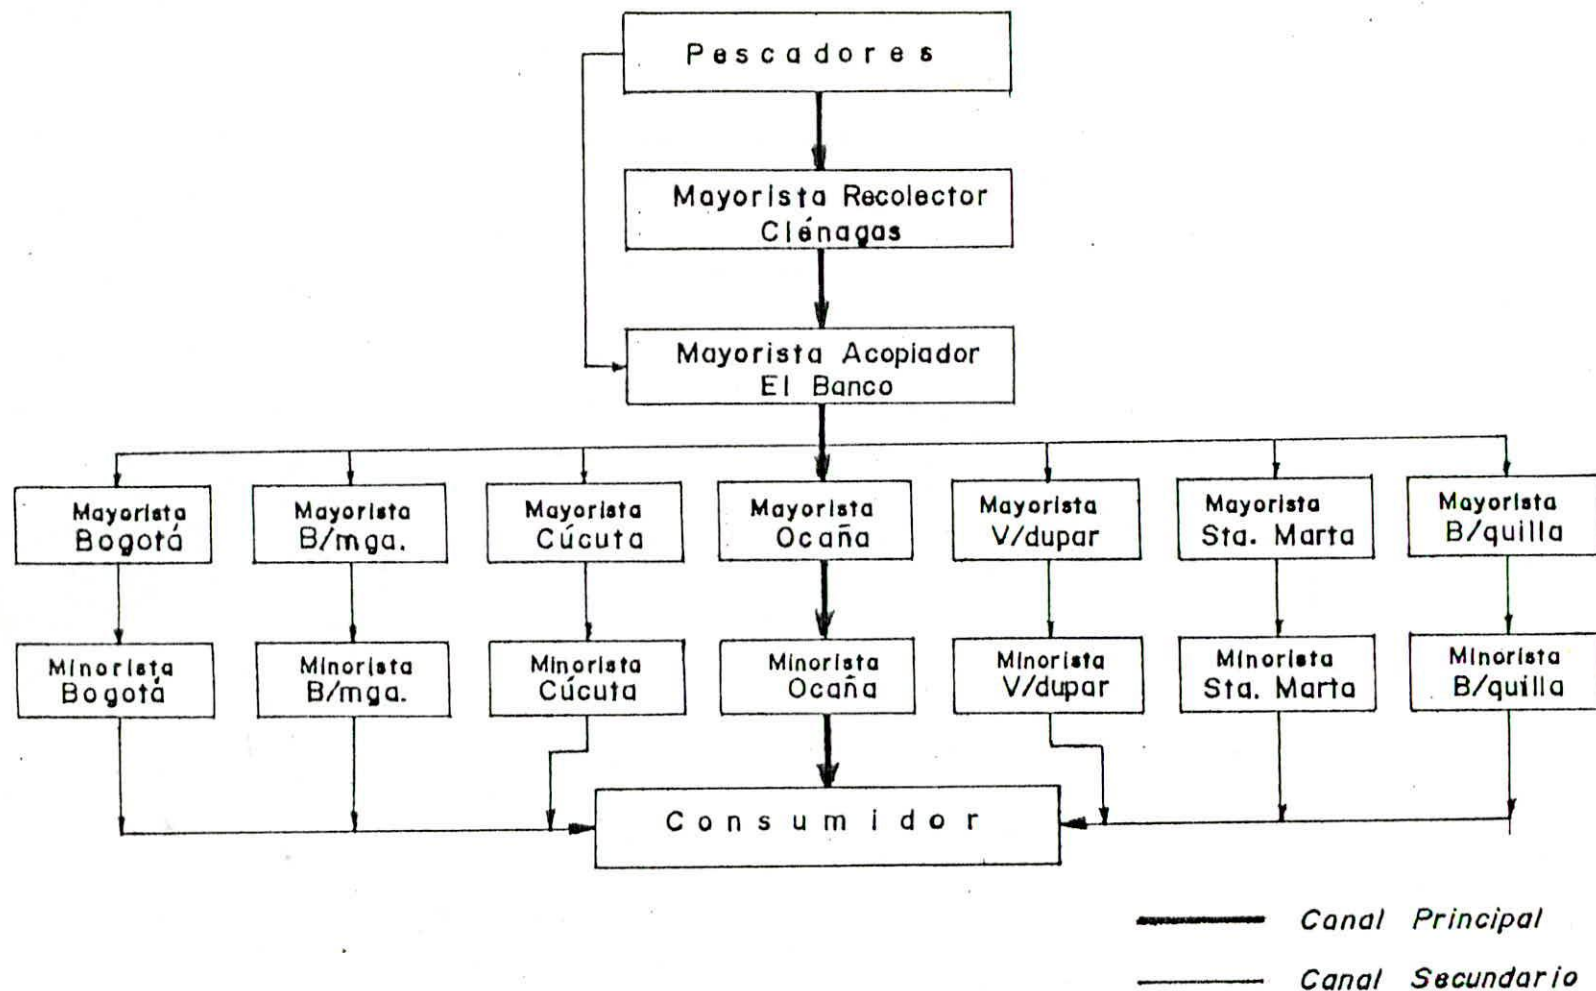 Pescadores
Mayorista Recolector
Ciénagas
Mayorista Acopiador
El Banco
Mayorista
Bogotá
Mayorista
B/mga.
Mayorista
Cúcuta
Mayorista
Ocaña
Mayorista
V/dupar
Mayorista
Sta. Marta
Mayorista
B/quilla
Minorista
Bogotá
Minorista
B/mga.
Minorista
Cúcuta
Minorista
Ocaña
Minorista
V/dupar
Minorista
Sta. Marta
Minorista
B/quilla
Consumidor
Canal Principal
Canal Secundario